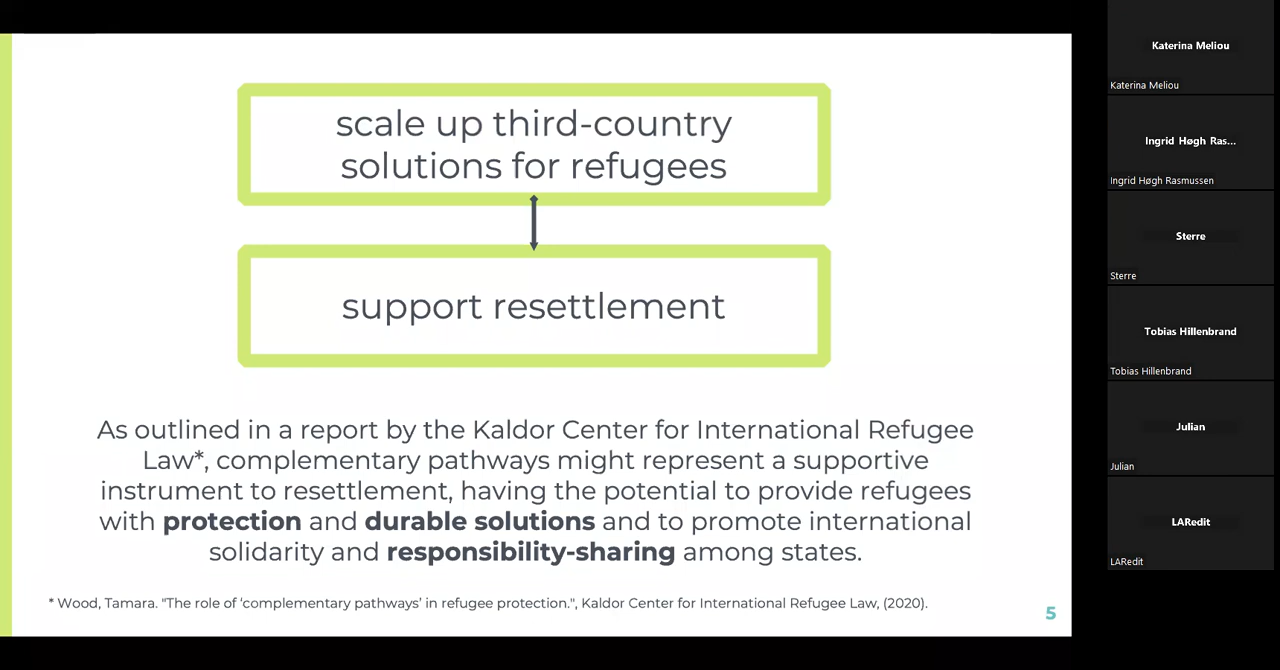 scale up third-country
solutions for refugees
support resettlement
As outlined in a report by the Kaldor Center for International Refugee
Law*, complementary pathways might represent a supportive
instrument to resettlement, having the potential to provide refugees
with protection and durable solutions and to promote international
solidarity and responsibility-sharing among states.
* Wood, Tamara. "The role of ‘complementary pathways’ in refugee protection.", Kaldor Center for International Refugee Law, (2020).
5
Katerina Meliou
Katerina Meliou
Ingrid Høgh Ras...
Ingrid Høgh Rasmussen
Sterre
Sterre
Tobias Hillenbrand
Tobias Hillenbrand
Julian
Julian
LARedit
LARedit